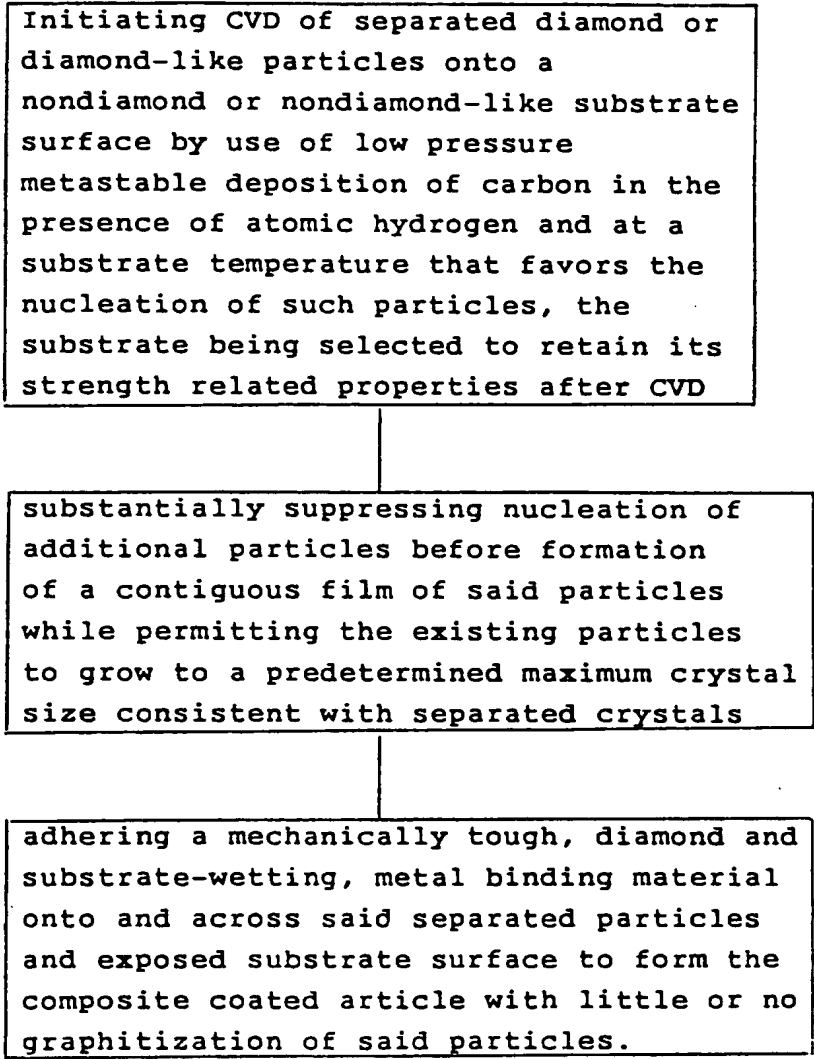 Initiating CVD of separated diamond or
diamond-like particles onto a
nondiamond or nondiamond-like substrate
surface by use of low pressure
metastable deposition of carbon in the
presence of atomic hydrogen and at a
substrate temperature that favors the
nucleation of such particles, the
substrate being selected to retain its
strength related properties after CVD
substantially suppressing nucleation of
additional particles before formation
of a contiguous film of said particles
while permitting the existing particles
to grow to a predetermined maximum crystal
size consistent with separated crystals
adhering a mechanically tough, diamond and
substrate-wetting, metal binding material
onto and across said separated particles
and exposed substrate surface to form the
composite coated article with little or no
graphitization of said particles.